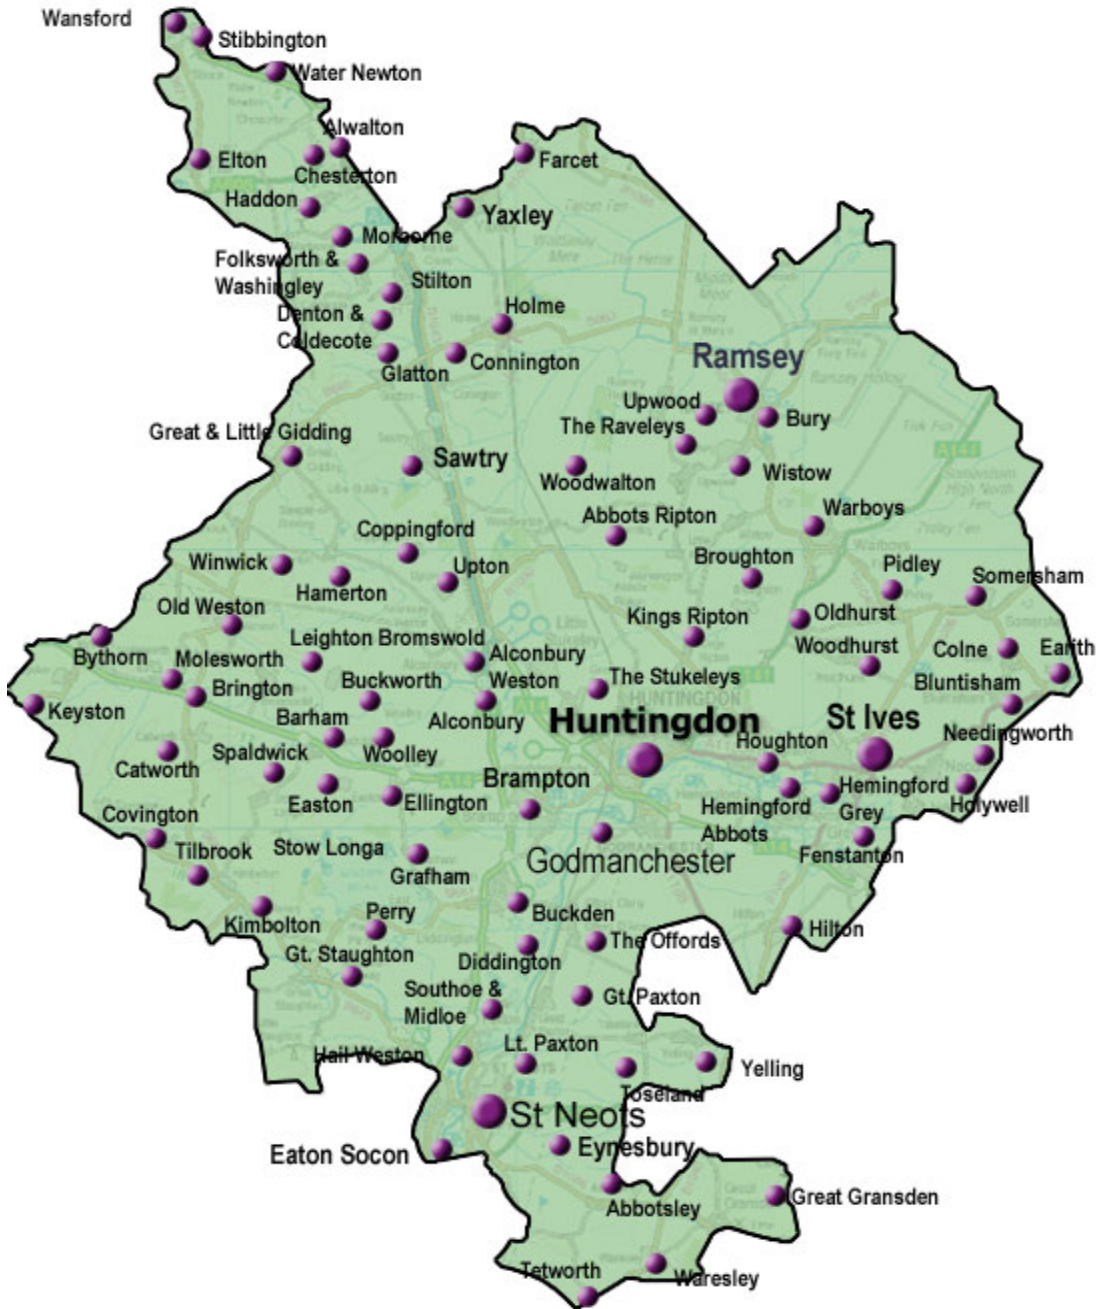 Wansford
Stibbington
Water Newton
Alwalton
Elton
Chesterton
Farcet
Haddon
Yaxley
Morborne
Folksworth &
Washingley
Stilton
Denton &
Coldecote
Holme
Glatton
Connington
Ramsey
Upwood
Bury
The Raveleys
Great & Little Gidding
Sawtry
Woodwalton
Wistow
Abbots Ripton
Warboys
Coppingford
Winwick
Upton
Broughton
Pidley
Somersham
Hamerton
Old Weston
Kings Ripton
Oldhurst
Leighton Bromswold
Woodhurst
Colne
Earith
Bythorn
Molesworth
Alconbury
Weston
The Stukeleys
Bluntisham
Brington
Buckworth
Keyston
Barham
Alconbury
Huntingdon
St Ives
Needingworth
Houghton
Spaldwick
Woolley
Catworth
Brampton
Hemingford
Grey
Holywell
Easton
Ellington
Hemingford
Abbots
Covington
Tilbrook
Stow Longa
Grafham
Godmanchester
Fenstanton
Kimbolton
Perry
Buckden
Hilton
Gt. Staughton
Diddington
The Offords
Southoe &
Midloe
Gt. Paxton
Hail Weston
Lt. Paxton
Yelling
Toseland
St Neots
Eaton Socon
Eynesbury
Abbotsley
Great Gransden
Tetworth
Waresley